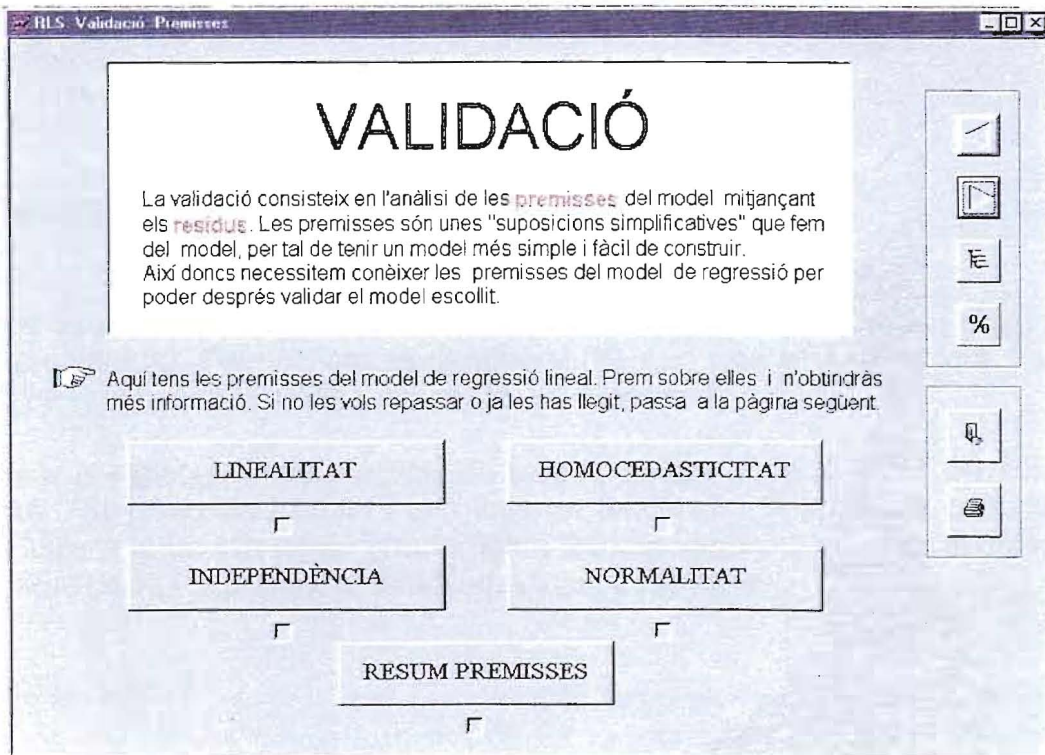 RLS Validació Premisses
VALIDACIÓ
La validació consisteix en l'anàlisi de les premisses del model mitjançant
els residus. Les premisses són unes "suposicions simplificatives" que fem
del model, per tal de tenir un model més simple i fàcil de construir.
Així doncs necessitem conèixer les premisses del model de regressió per
poder després validar el model escollit.
%
Aquí tens les premisses del model de regressió lineal. Prem sobre elles i n'obtindràs
més informació. Si no les vols repassar o ja les has llegit, passa a la pàgina següent.
LINEALITAT
HOMOCEDASTICITAT
INDEPENDÈNCIA
NORMALITAT
RESUM PREMISSES